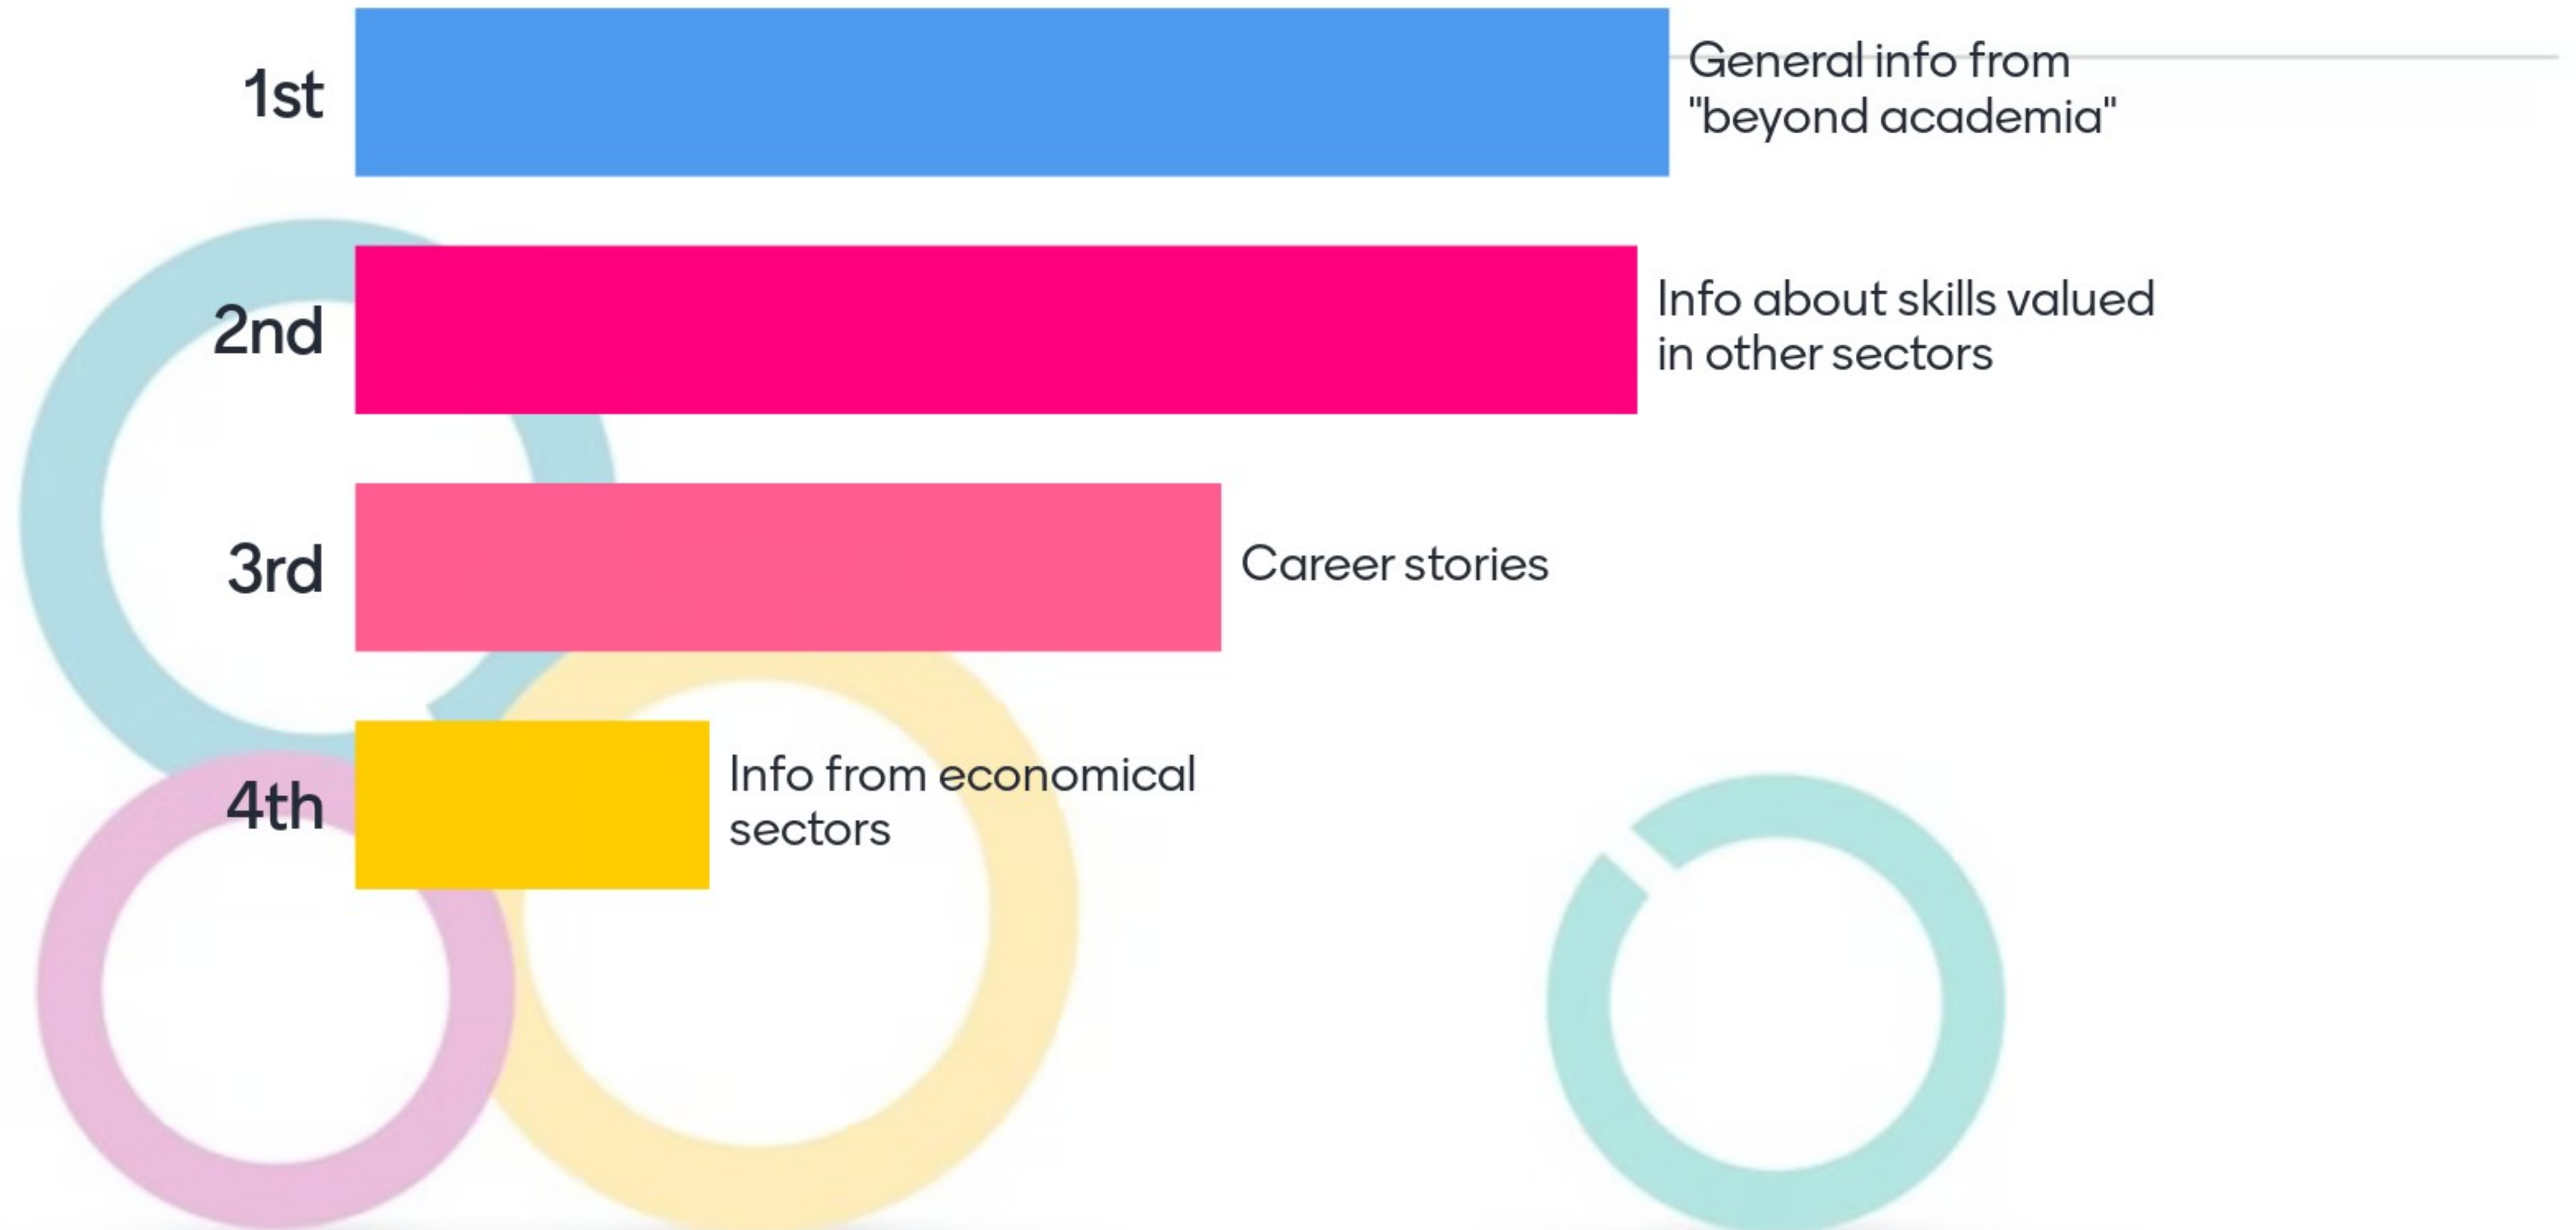 1st
General info from
"beyond academia"
2nd
Info about skills valued
in other sectors
3rd
Career stories
4th
Info from economical
sectors